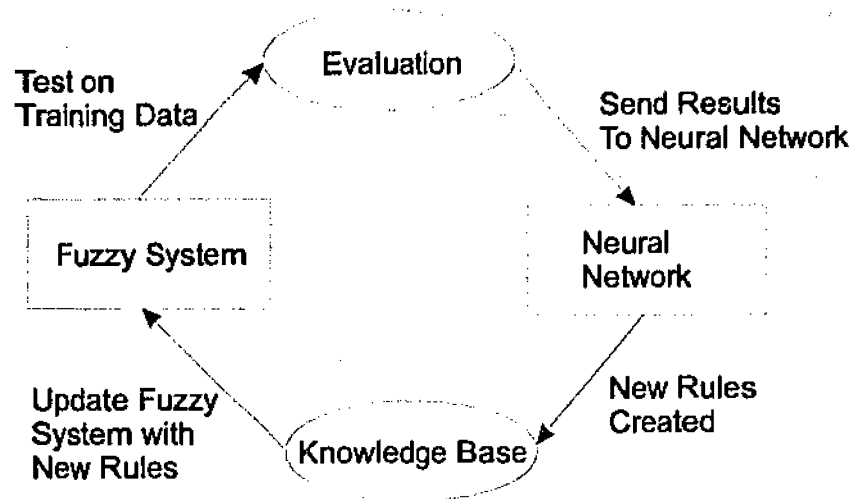 Evaluation
Test on
Training Data
Send Results
To Neural Network
Fuzzy System
Neural
Network
Update Fuzzy
System with
New Rules
New Rules
Created
Knowledge Base